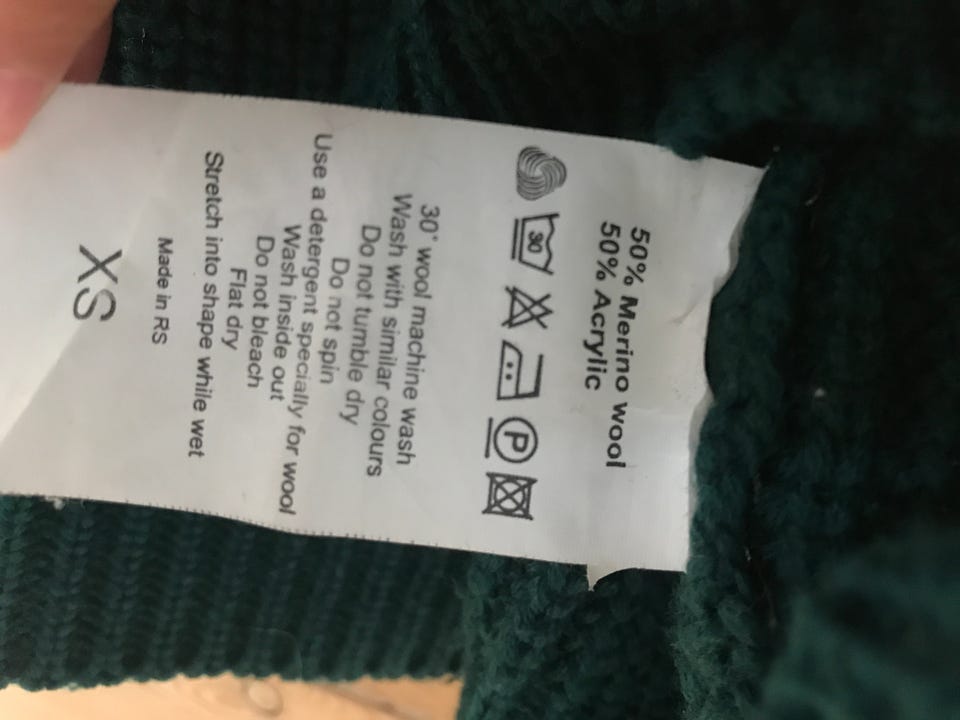 50% Merino wool
50% Acrylic
30
P
30° wool machine wash
Wash with similar colours
Do not tumble dry
Do not spin
Use a detergent specially for wool
Wash inside out
Do not bleach
Flat dry
Stretch into shape while wet
Made in RS
XS